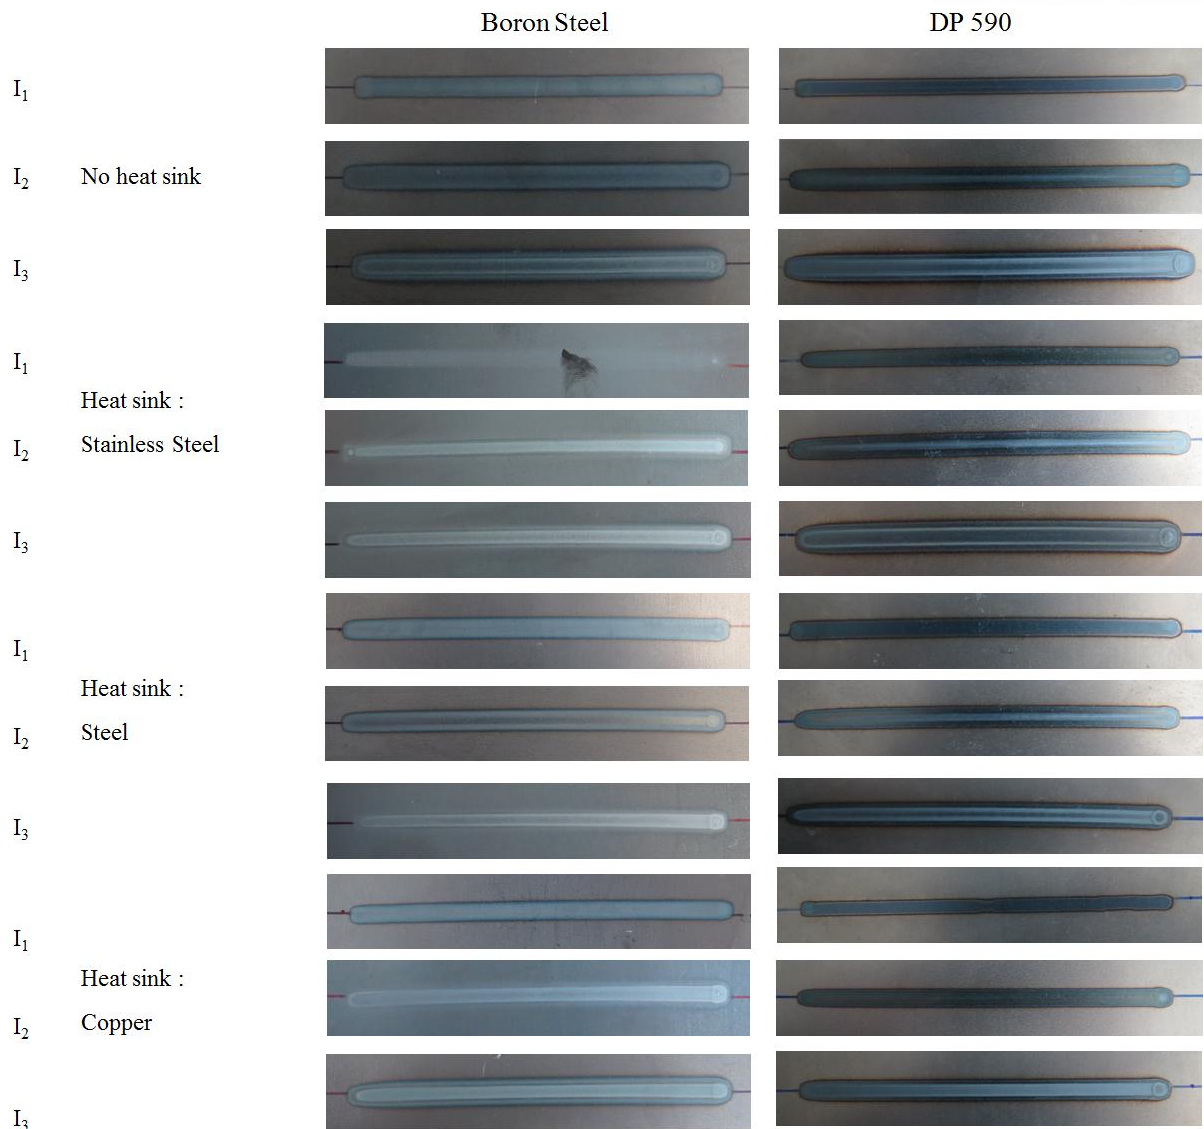 Boron Steel DP 590
I₁
I₂ No heat sink
I₃
I₁
Heat sink :
I₂ Stainless Steel
I₃
I₁
Heat sink :
I₂ Steel
I₃
I₁
Heat sink :
I₂ Copper
I₃